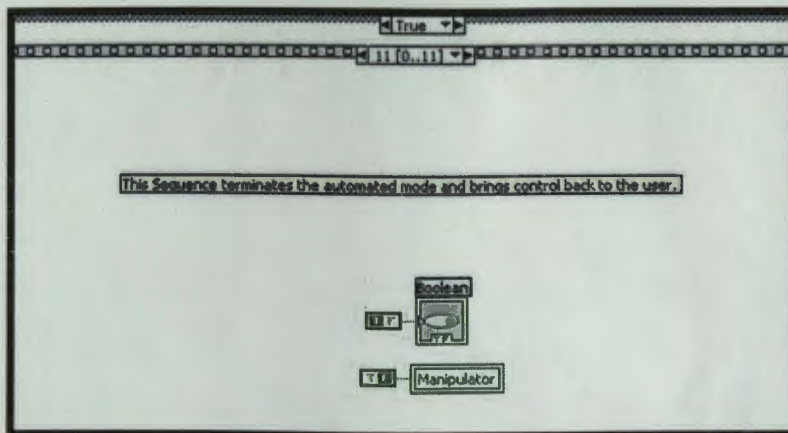 True
11 [0..11]
This Sequence terminates the automated mode and brings control back to the user.
Boolean
T F
TF
T F
Manipulator